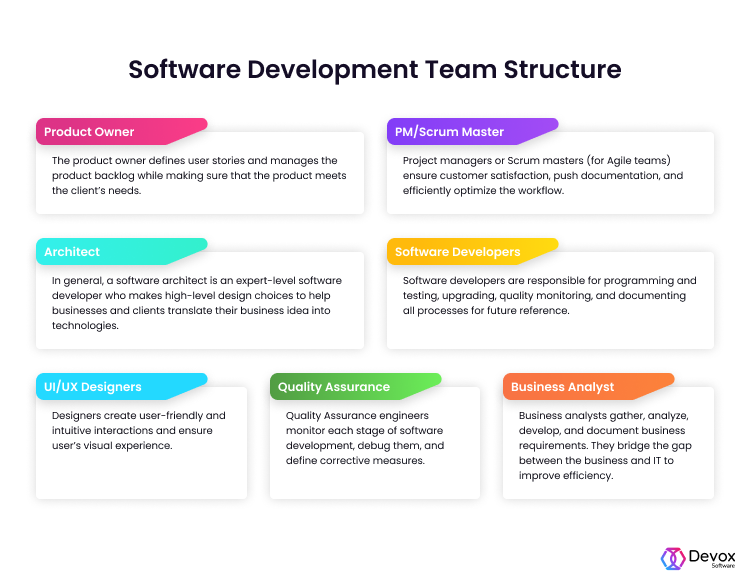 Software Development Team Structure
Product Owner
The product owner defines user stories and manages the
product backlog while making sure that the product meets
the client’s needs.
PM/Scrum Master
Project managers or Scrum masters (for Agile teams)
ensure customer satisfaction, push documentation, and
efficiently optimize the workflow.
Architect
In general, a software architect is an expert-level software
developer who makes high-level design choices to help
businesses and clients translate their business idea into
technologies.
Software Developers
Software developers are responsible for programming and
testing, upgrading, quality monitoring, and documenting
all processes for future reference.
UI/UX Designers
Designers create user-friendly and
intuitive interactions and ensure
user’s visual experience.
Quality Assurance
Quality Assurance engineers
monitor each stage of software
development, debug them, and
define corrective measures.
Business Analyst
Business analysts gather, analyze,
develop, and document business
requirements. They bridge the gap
between the business and IT to
improve efficiency.
Devox
Software